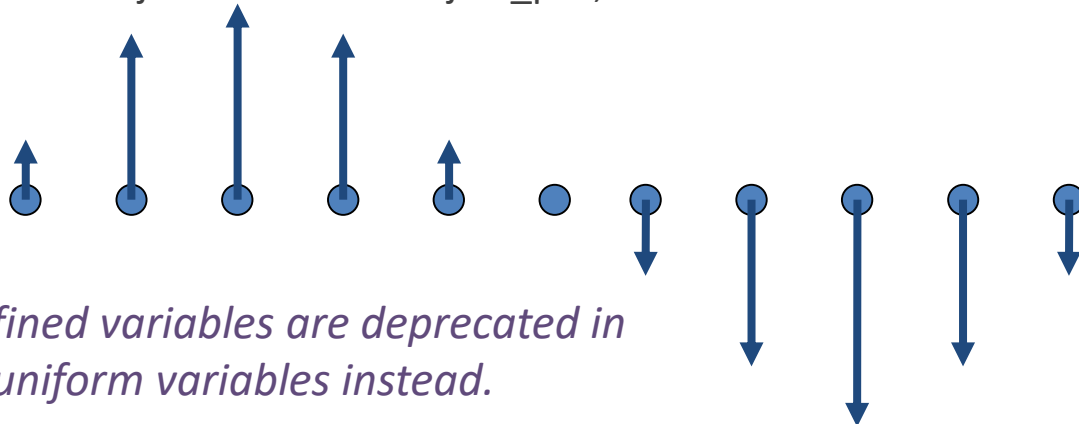 fined variables are deprecated in
uniform variables instead.